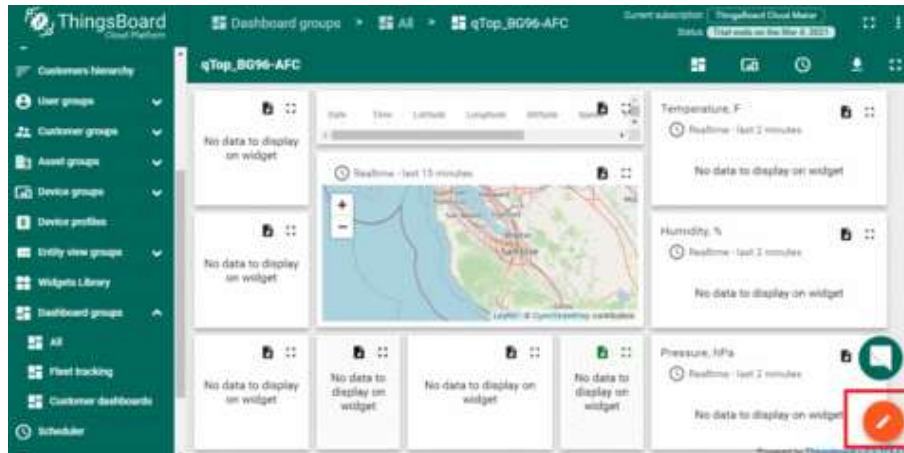 ThingsBoard
Cloud Platform
Dashboard groups > All > qTop_BG96-AFC
Current subscription: ThingsBoard Cloud Maker
Status: Trial ends on the Mar 8, 2021
Customers hierarchy
User groups
Customer groups
Asset groups
Device groups
Device profiles
Entity view groups
Widgets Library
Dashboard groups
All
Fleet tracking
Customer dashboards
Scheduler
qTop_BG96-AFC
No data to display
on widget
Date Time Latitude Longitude Altitude
Realtime - last 15 minutes
+
−
No data to display
on widget
Temperature, F
Realtime - last 2 minutes
No data to display on widget
Humidity, %
Realtime - last 2 minutes
No data to display on widget
No data to display
on widget
No data to
display on
widget
No data to display on
widget
No data to
display on
widget
Pressure, hPa
Realtime - last 2 minutes
No data to display on widget